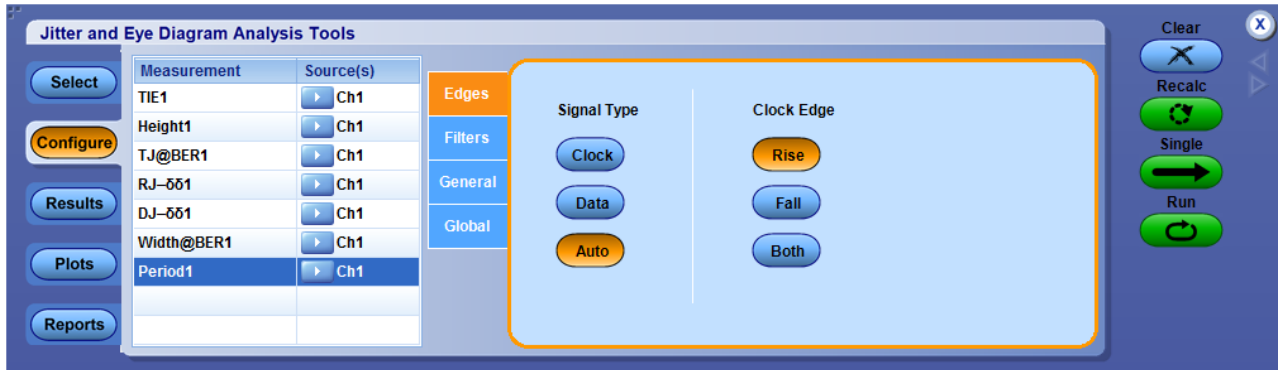 Jitter and Eye Diagram Analysis Tools
Select
Configure
Results
Plots
Reports
Measurement Source(s)
TIE1 Ch1
Height1 Ch1
TJ@BER1 Ch1
RJ–δδ1 Ch1
DJ–δδ1 Ch1
Width@BER1 Ch1
Period1 Ch1
Edges
Filters
General
Global
Signal Type
Clock
Data
Auto
Clock Edge
Rise
Fall
Both
Clear
X
Recalc
Single
Run